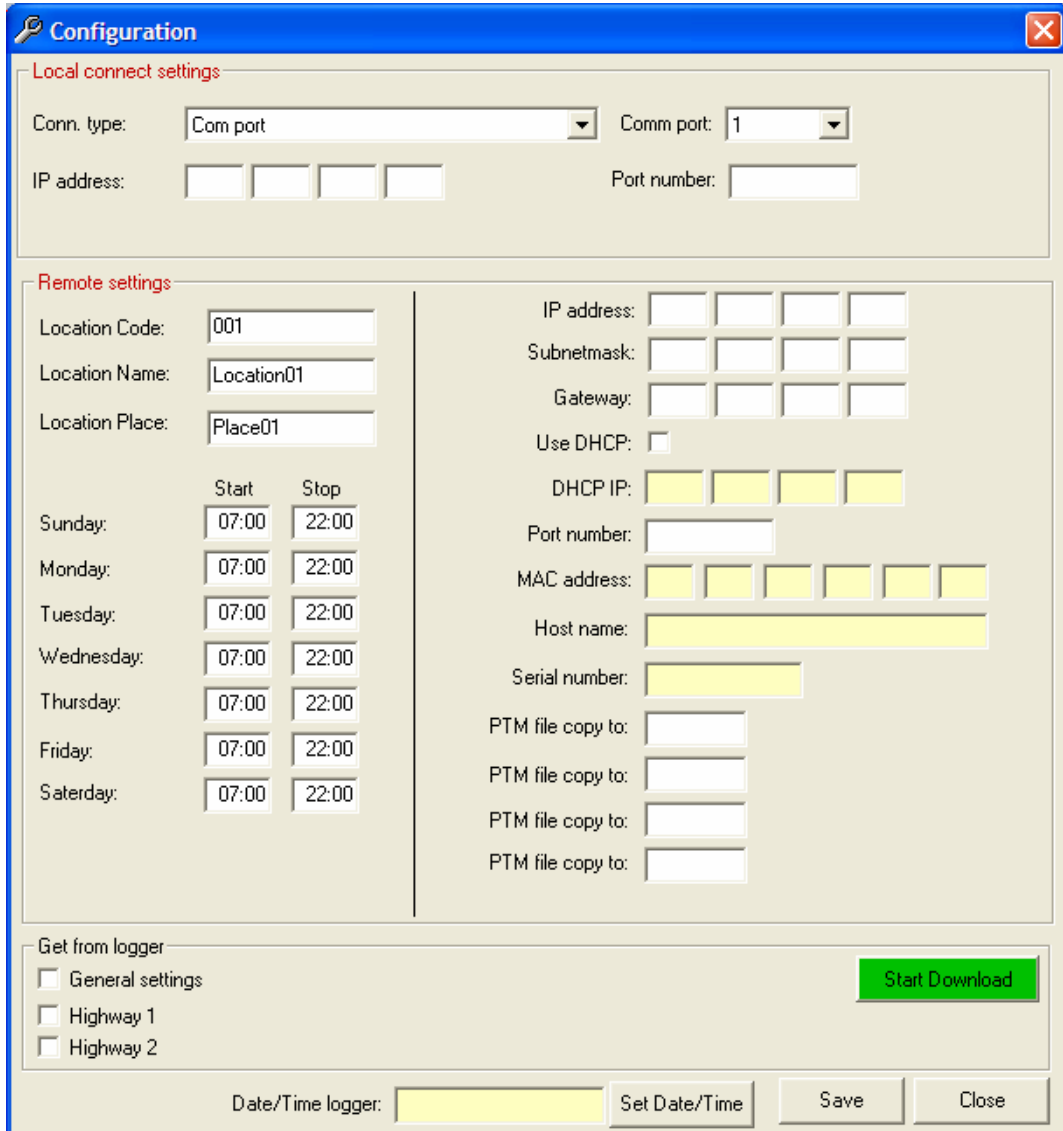 Configuration
Local connect settings
Conn. type: Com port Comm port: 1
IP address: Port number:
Remote settings
Location Code: 001
Location Name: Location01
Location Place: Place01
Start Stop
Sunday: 07:00 22:00
Monday: 07:00 22:00
Tuesday: 07:00 22:00
Wednesday: 07:00 22:00
Thursday: 07:00 22:00
Friday: 07:00 22:00
Saterday: 07:00 22:00
IP address:
Subnetmask:
Gateway:
Use DHCP:
DHCP IP:
Port number:
MAC address:
Host name:
Serial number:
PTM file copy to:
PTM file copy to:
PTM file copy to:
PTM file copy to:
Get from logger
General settings
Highway 1
Highway 2
Start Download
Date/Time logger: Set Date/Time Save Close